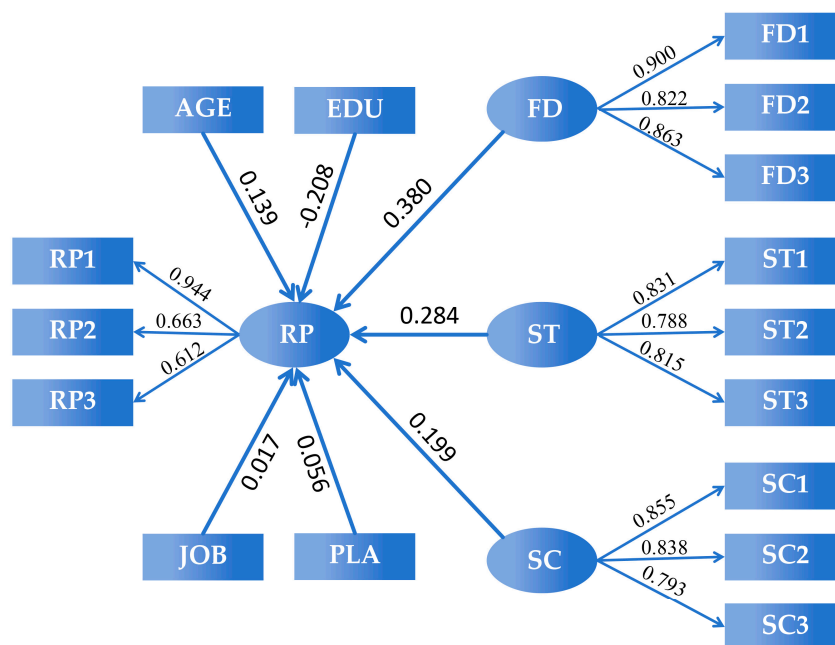 FD1
0.900
AGE
EDU
FD
0.822
FD2
0.863
FD3
0.139
-0.208
0.380
RP1
0.944
ST1
0.831
RP2
0.663
RP
0.284
ST
0.788
ST2
0.612
0.815
RP3
ST3
0.017
0.056
0.199
SC1
0.855
JOB
PLA
SC
0.838
SC2
0.793
SC3